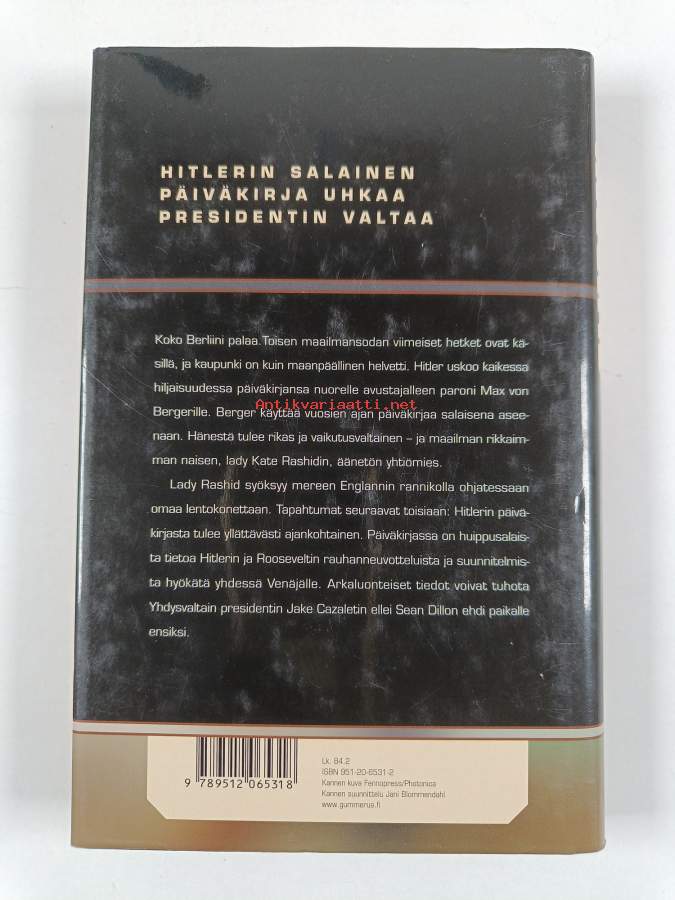 HITLERIN SALAINEN
PÄIVÄKIRJA UHKAA
PRESIDENTIN VALTAA
Koko Berliini palaa. Toisen maailmansodan viimeiset hetket ovat kä-
sillä, ja kaupunki on kuin maanpäällinen helvetti. Hitler uskoo kaikessa
hiljaisuudessa päiväkirjansa nuorelle avustajalleen paroni Max von
Antikvariaatti.net
Bergerille. Berger käyttää vuosien ajan päiväkirjaa salaisena asee-
naan. Hänestä tulee rikas ja vaikutusvaltainen – ja maailman rikkaim-
man naisen, lady Kate Rashidin, äänetön yhtiömies.
Lady Rashid syöksyy mereen Englannin rannikolla ohjatessaan
omaa lentokonettaan. Tapahtumat seuraavat toisiaan: Hitlerin päivä-
kirjasta tulee yllättävästi ajankohtainen. Päiväkirjassa on huippusalais-
ta tietoa Hitlerin ja Rooseveltin rauhanneuvotteluista ja suunnitelmis-
ta hyökätä yhdessä Venäjälle. Arkaluonteiset tiedot voivat tuhota
Yhdysvaltain presidentin Jake Cazaletin ellei Sean Dillon ehdi paikalle
ensiksi.
9 789512 065318
Lk. 84.2
ISBN 951-20-6531-2
Kannen kuva Fennopress/Photonica
Kannen suunnittelu Jani Blommendahl
www.gummerus.fi